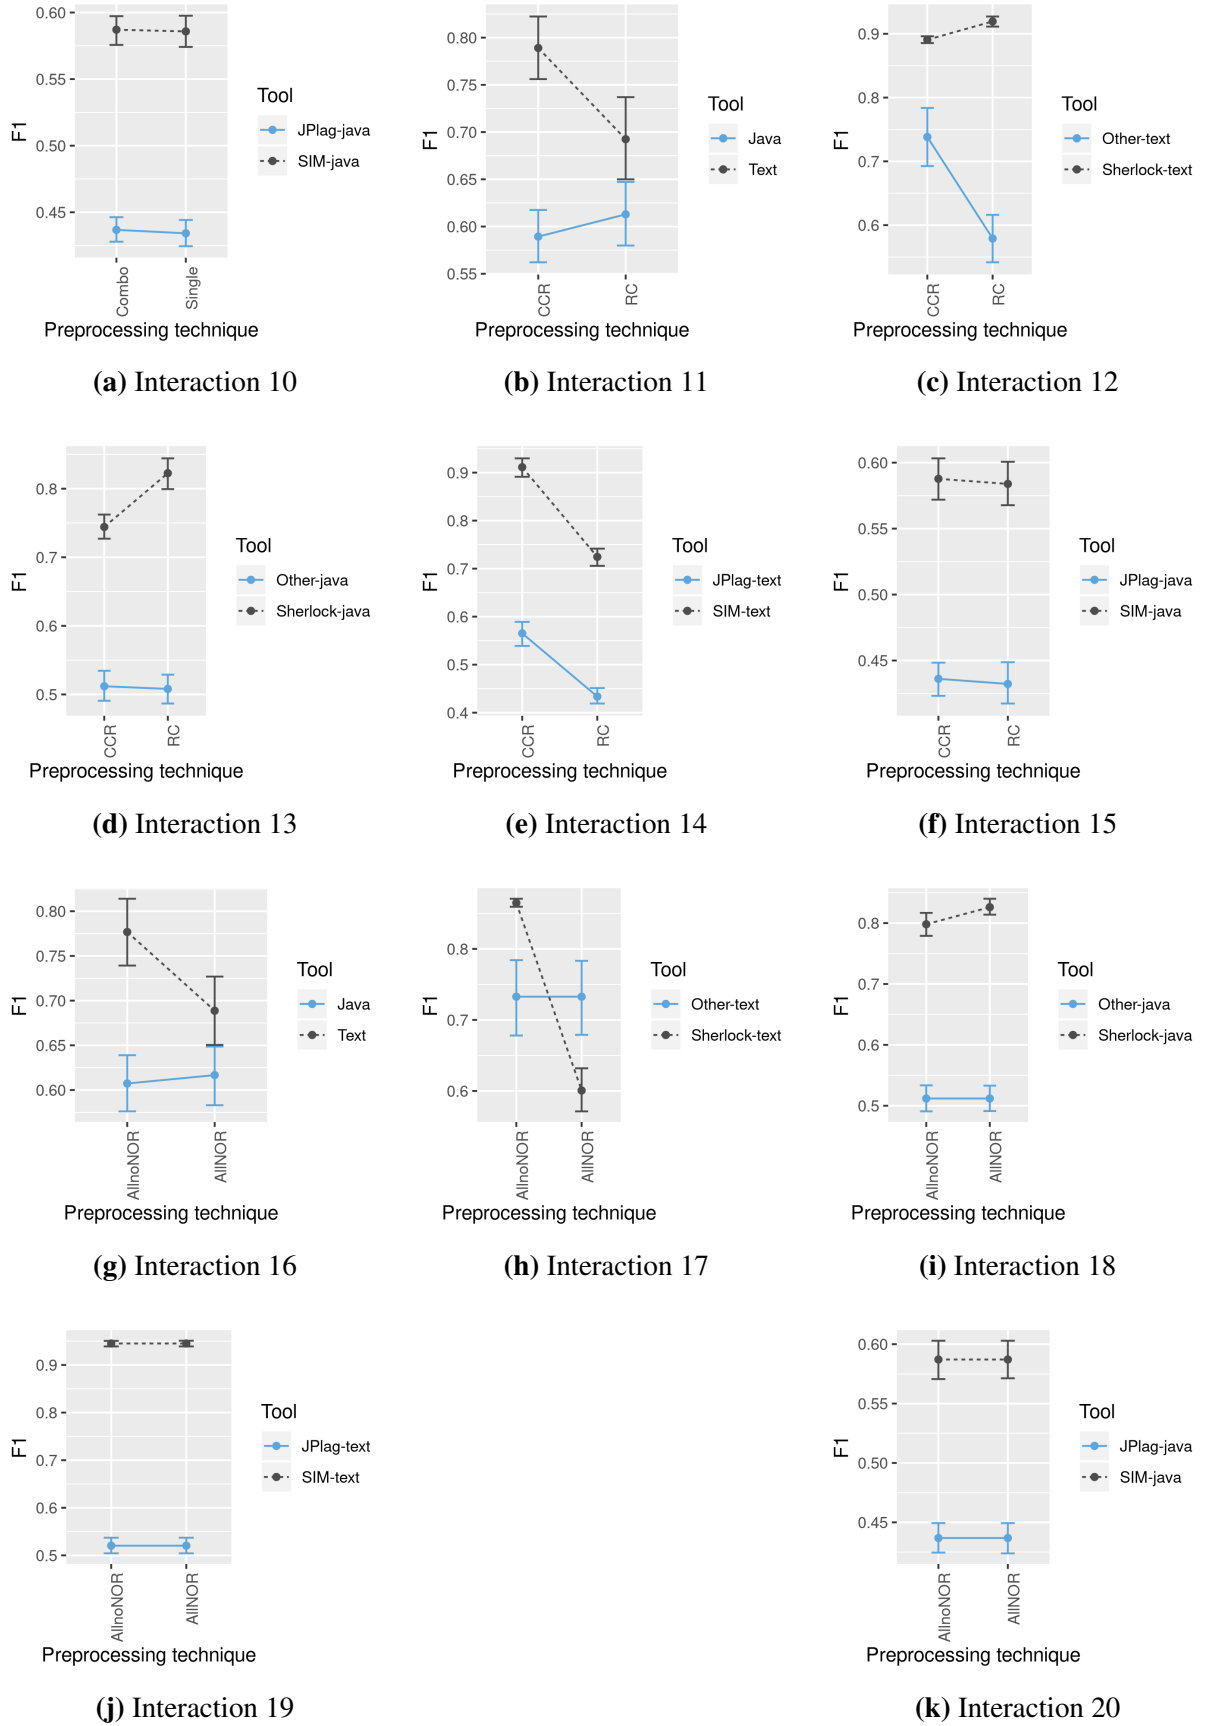 0.60
0.55
0.50
0.45
F1
Combo
Single
Preprocessing technique
Tool
JPlag-java
SIM-java
(a) Interaction 10
0.80
0.75
0.70
0.65
0.60
0.55
F1
CCR
RC
Preprocessing technique
Tool
Java
Text
(b) Interaction 11
0.9
0.8
0.7
0.6
F1
CCR
RC
Preprocessing technique
Tool
Other-text
Sherlock-text
(c) Interaction 12
0.8
0.7
0.6
0.5
F1
CCR
RC
Preprocessing technique
Tool
Other-java
Sherlock-java
(d) Interaction 13
0.9
0.8
0.7
0.6
0.5
0.4
F1
CCR
RC
Preprocessing technique
Tool
JPlag-text
SIM-text
(e) Interaction 14
0.60
0.55
0.50
0.45
F1
CCR
RC
Preprocessing technique
Tool
JPlag-java
SIM-java
(f) Interaction 15
0.80
0.75
0.70
0.65
0.60
F1
AllnoNOR
AllNOR
Preprocessing technique
Tool
Java
Text
(g) Interaction 16
0.8
0.7
0.6
F1
AllnoNOR
AllNOR
Preprocessing technique
Tool
Other-text
Sherlock-text
(h) Interaction 17
0.8
0.7
0.6
0.5
F1
AllnoNOR
AllNOR
Preprocessing technique
Tool
Other-java
Sherlock-java
(i) Interaction 18
0.9
0.8
0.7
0.6
0.5
F1
AllnoNOR
AllNOR
Preprocessing technique
Tool
JPlag-text
SIM-text
(j) Interaction 19
0.60
0.55
0.50
0.45
F1
AllnoNOR
AllNOR
Preprocessing technique
Tool
JPlag-java
SIM-java
(k) Interaction 20